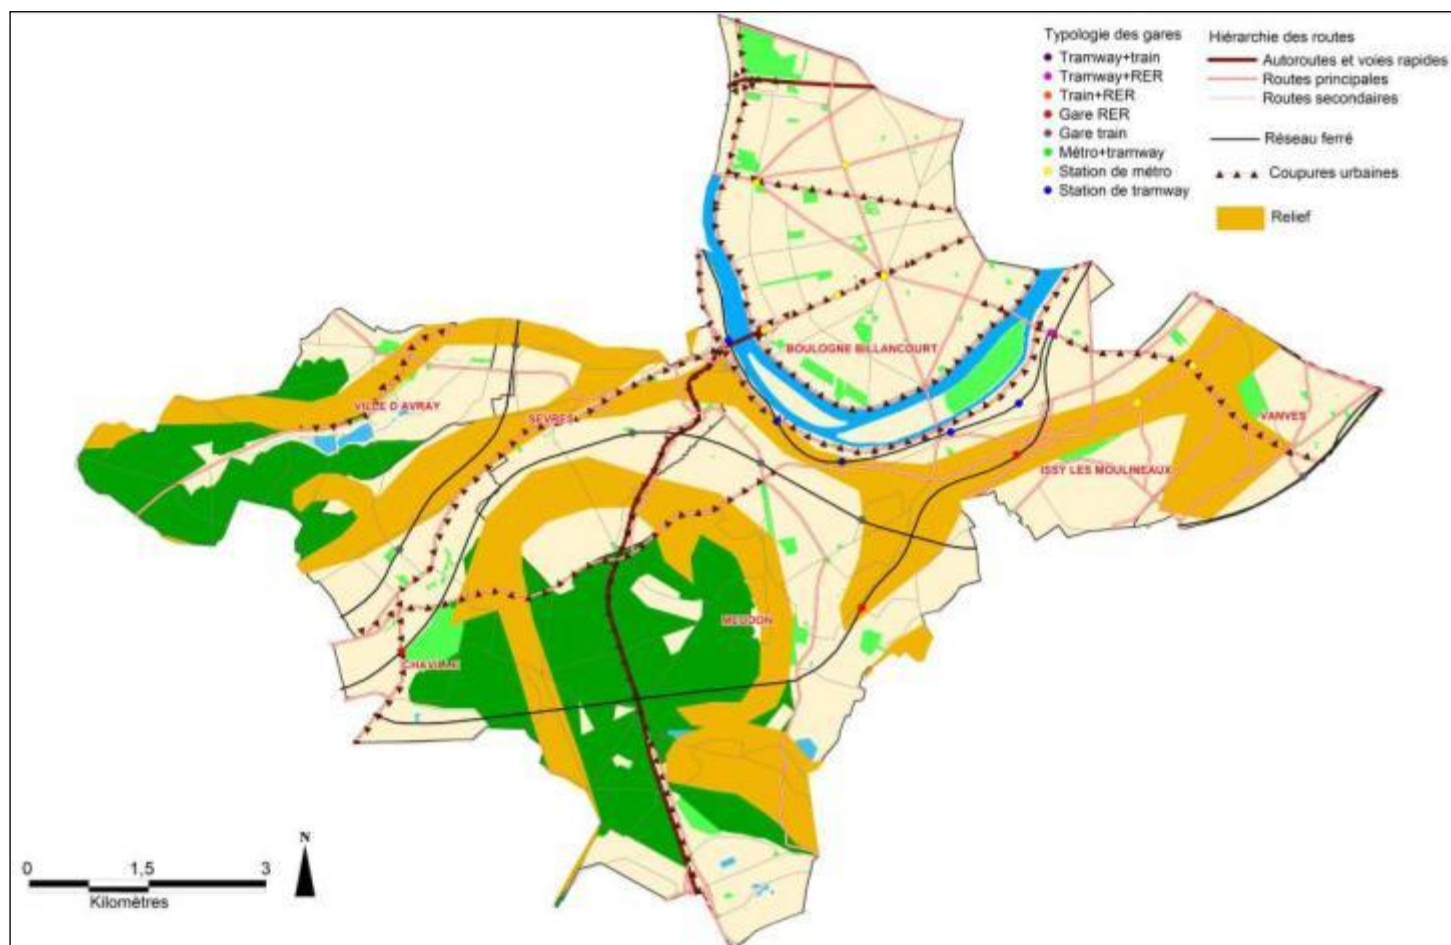 Typologie des gares
Tramway+train
Tramway+RER
Train+RER
Gare RER
Gare train
Métro+tramway
Station de métro
Station de tramway
Hiérarchie des routes
Autoroutes et voies rapides
Routes principales
Routes secondaires
Réseau ferré
Coupures urbaines
Relief
BOULOGNE BILLANCOURT
VILLE D'AVRAY
SEVRES
VANVES
ISSY LES MOULINEAUX
MEUDON
CHAVILLE
0 1,5 3
Kilomètres
N